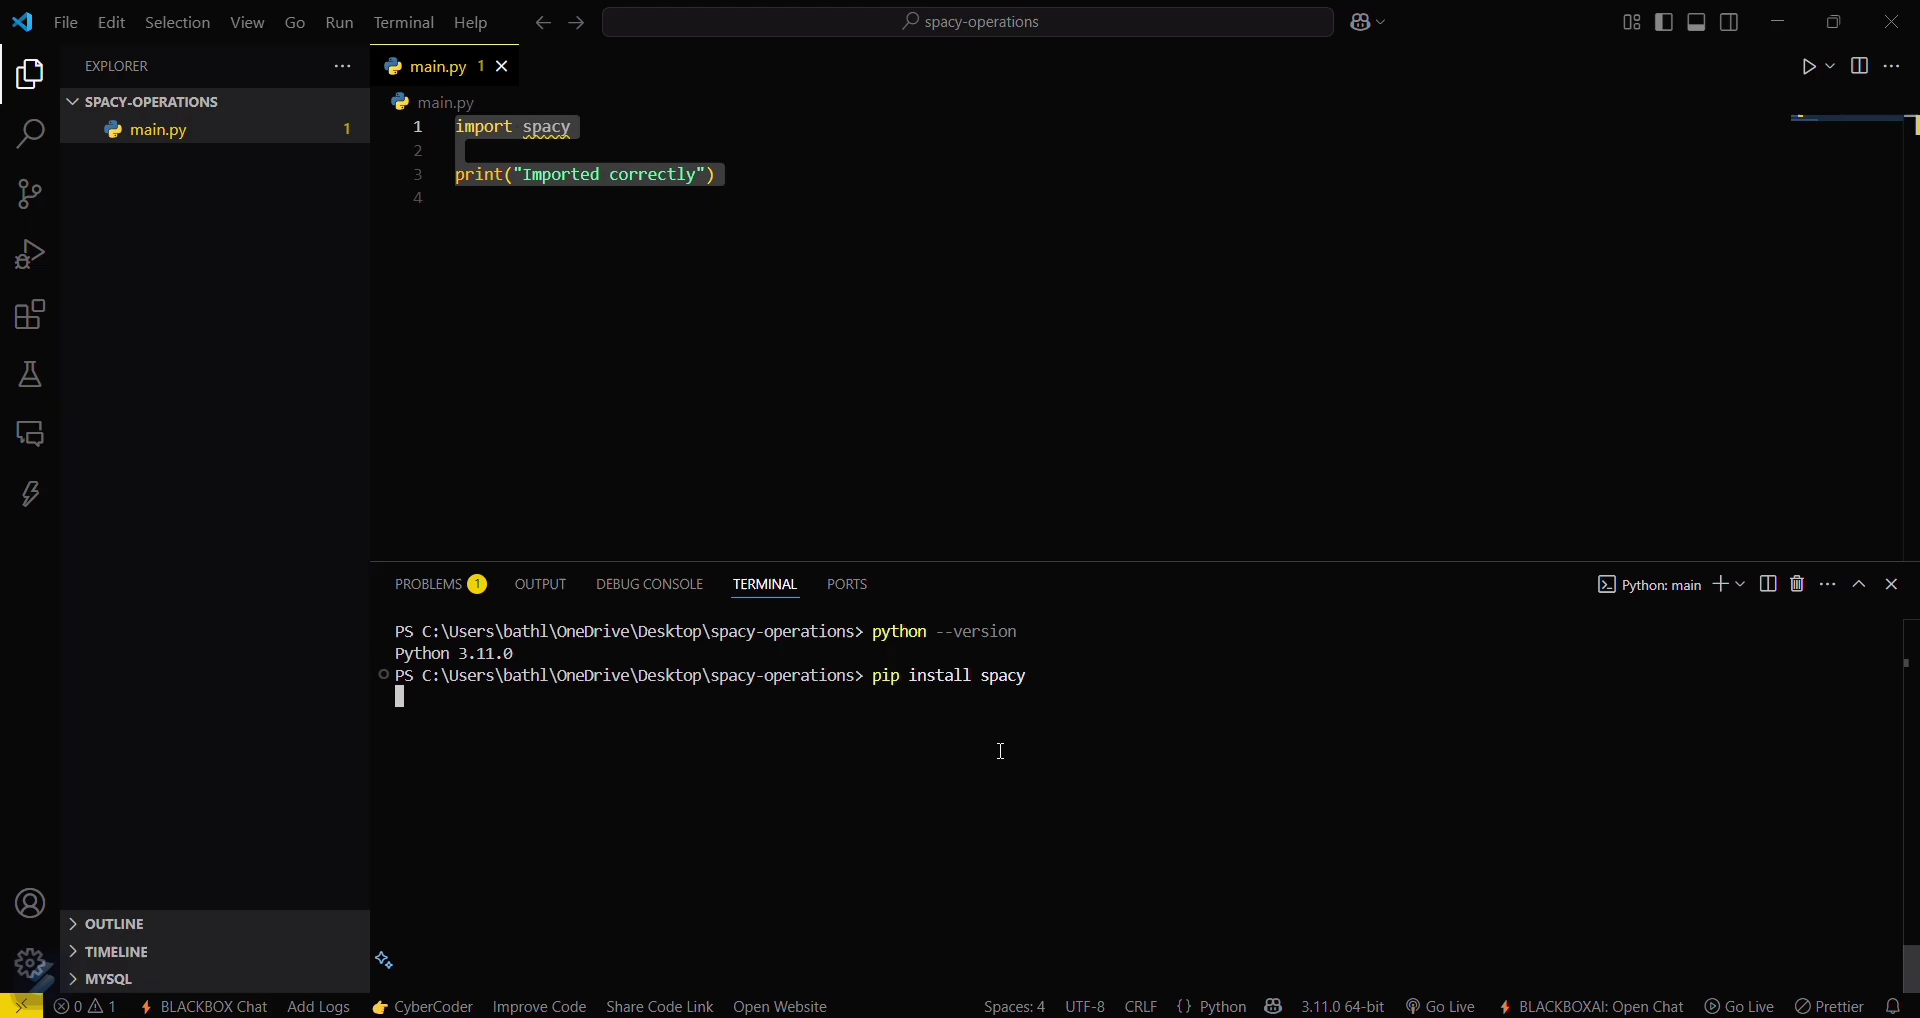 File Edit Selection View Go Run Terminal Help
spacy-operations
EXPLORER
SPACY-OPERATIONS
main.py 1
main.py 1
main.py
1 import spacy
2
3 print("Imported correctly")
4
PROBLEMS 1 OUTPUT DEBUG CONSOLE TERMINAL PORTS
Python: main
PS C:\Users\bathl\OneDrive\Desktop\spacy-operations> python --version
Python 3.11.0
PS C:\Users\bathl\OneDrive\Desktop\spacy-operations> pip install spacy
OUTLINE
TIMELINE
MYSQL
0 1 BLACKBOX Chat Add Logs CyberCoder Improve Code Share Code Link Open Website Spaces: 4 UTF-8 CRLF {} Python 3.11.0 64-bit Go Live BLACKBOXAI: Open Chat Go Live Prettier